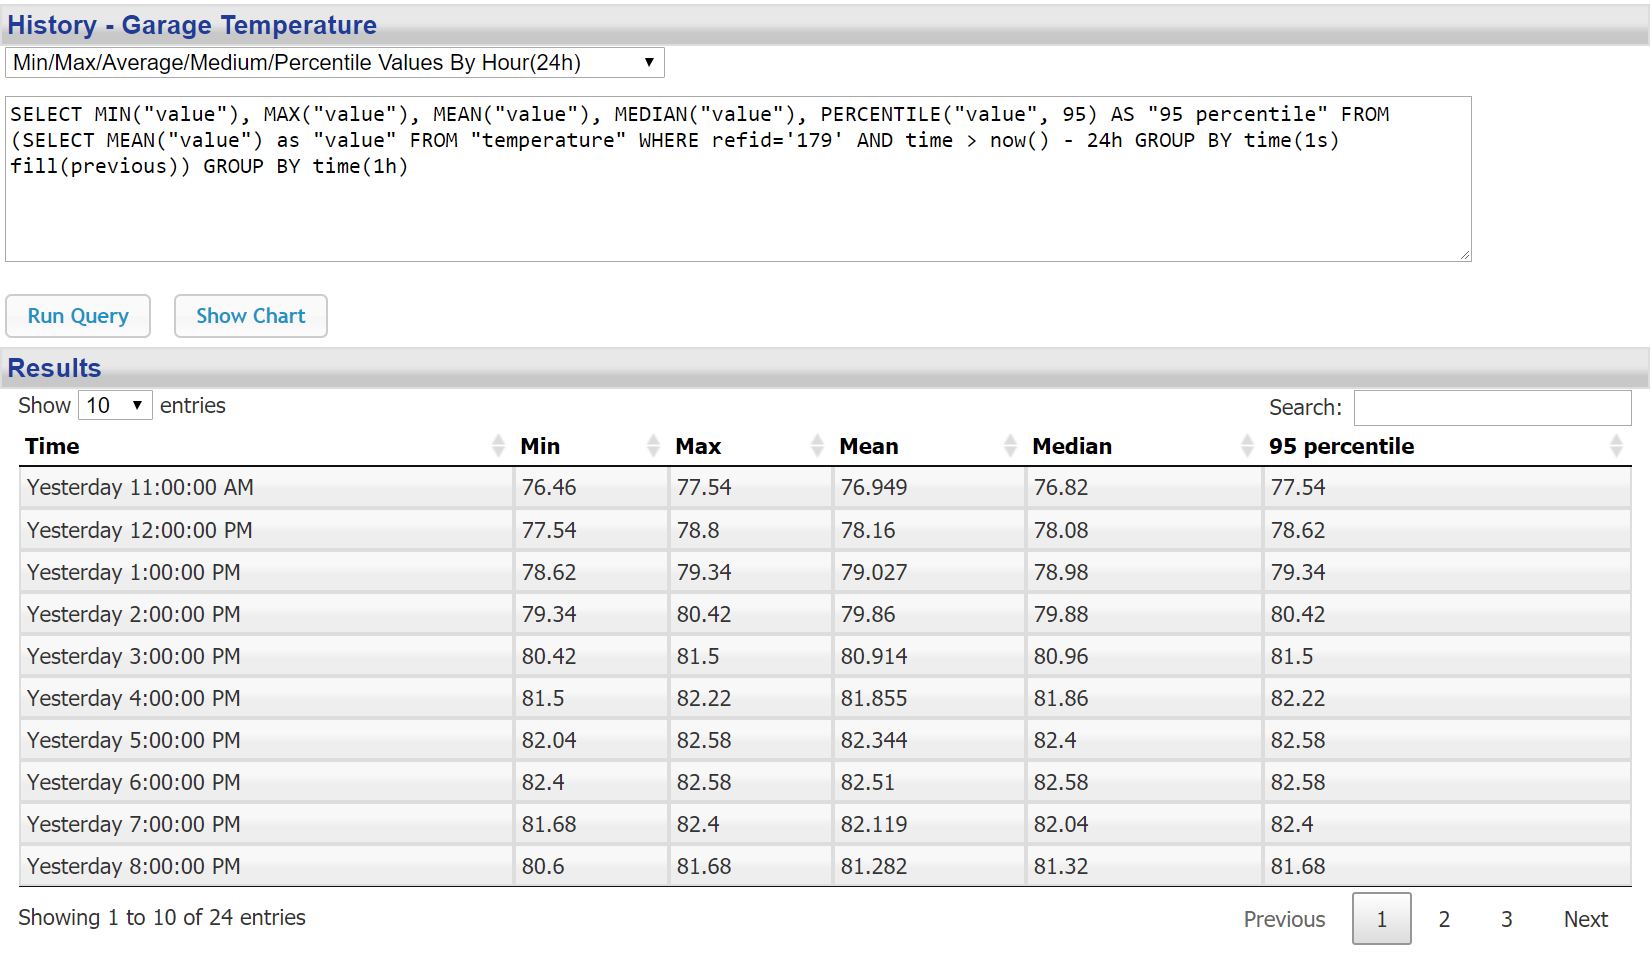 History - Garage Temperature
Min/Max/Average/Medium/Percentile Values By Hour(24h)
SELECT MIN("value"), MAX("value"), MEAN("value"), MEDIAN("value"), PERCENTILE("value", 95) AS "95 percentile" FROM
(SELECT MEAN("value") as "value" FROM "temperature" WHERE refid='179' AND time > now() - 24h GROUP BY time(1s)
fill(previous)) GROUP BY time(1h)
Run Query Show Chart
Results
Show 10 entries Search:
Time Min Max Mean Median 95 percentile
Yesterday 11:00:00 AM 76.46 77.54 76.949 76.82 77.54
Yesterday 12:00:00 PM 77.54 78.8 78.16 78.08 78.62
Yesterday 1:00:00 PM 78.62 79.34 79.027 78.98 79.34
Yesterday 2:00:00 PM 79.34 80.42 79.86 79.88 80.42
Yesterday 3:00:00 PM 80.42 81.5 80.914 80.96 81.5
Yesterday 4:00:00 PM 81.5 82.22 81.855 81.86 82.22
Yesterday 5:00:00 PM 82.04 82.58 82.344 82.4 82.58
Yesterday 6:00:00 PM 82.4 82.58 82.51 82.58 82.58
Yesterday 7:00:00 PM 81.68 82.4 82.119 82.04 82.4
Yesterday 8:00:00 PM 80.6 81.68 81.282 81.32 81.68
Showing 1 to 10 of 24 entries Previous 1 2 3 Next